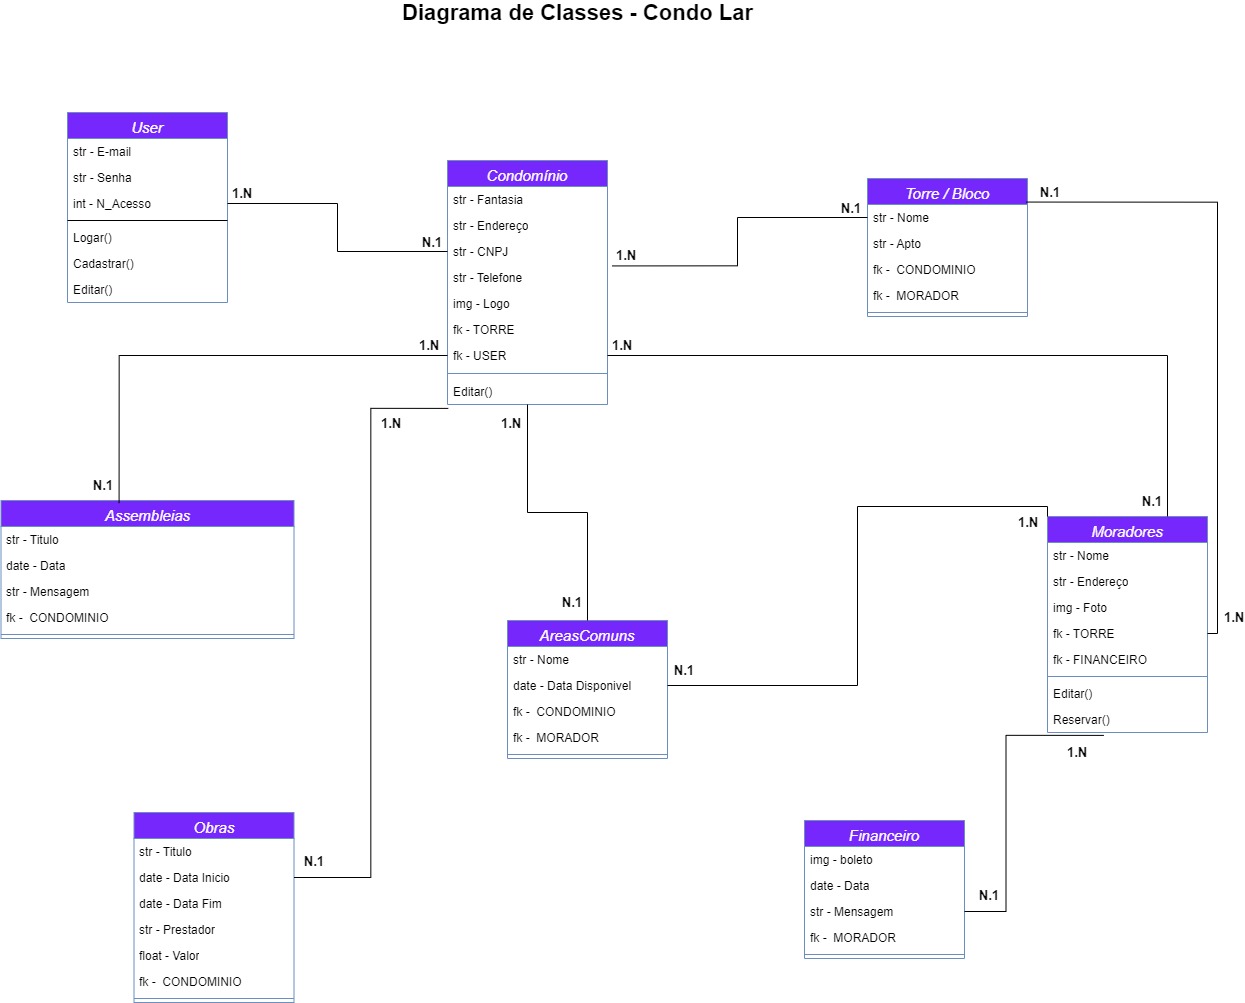 Diagrama de Classes - Condo Lar
User
str - E-mail
str - Senha
int - N_Acesso
Logar()
Cadastrar()
Editar()
1.N
N.1
Condomínio
str - Fantasia
str - Endereço
str - CNPJ
str - Telefone
img - Logo
fk - TORRE
fk - USER
Editar()
1.N
N.1
Torre / Bloco
str - Nome
str - Apto
fk -  CONDOMINIO
fk -  MORADOR
N.1
1.N
1.N
1.N
1.N
1.N
N.1
Assembleias
str - Titulo
date - Data
str - Mensagem
fk -  CONDOMINIO
N.1
AreasComuns
str - Nome
date - Data Disponivel
fk -  CONDOMINIO
fk -  MORADOR
N.1
N.1
1.N
Moradores
str - Nome
str - Endereço
img - Foto
fk - TORRE
fk - FINANCEIRO
Editar()
Reservar()
1.N
1.N
Obras
str - Titulo
date - Data Inicio
date - Data Fim
str - Prestador
float - Valor
fk -  CONDOMINIO
N.1
Financeiro
img - boleto
date - Data
str - Mensagem
fk -  MORADOR
N.1